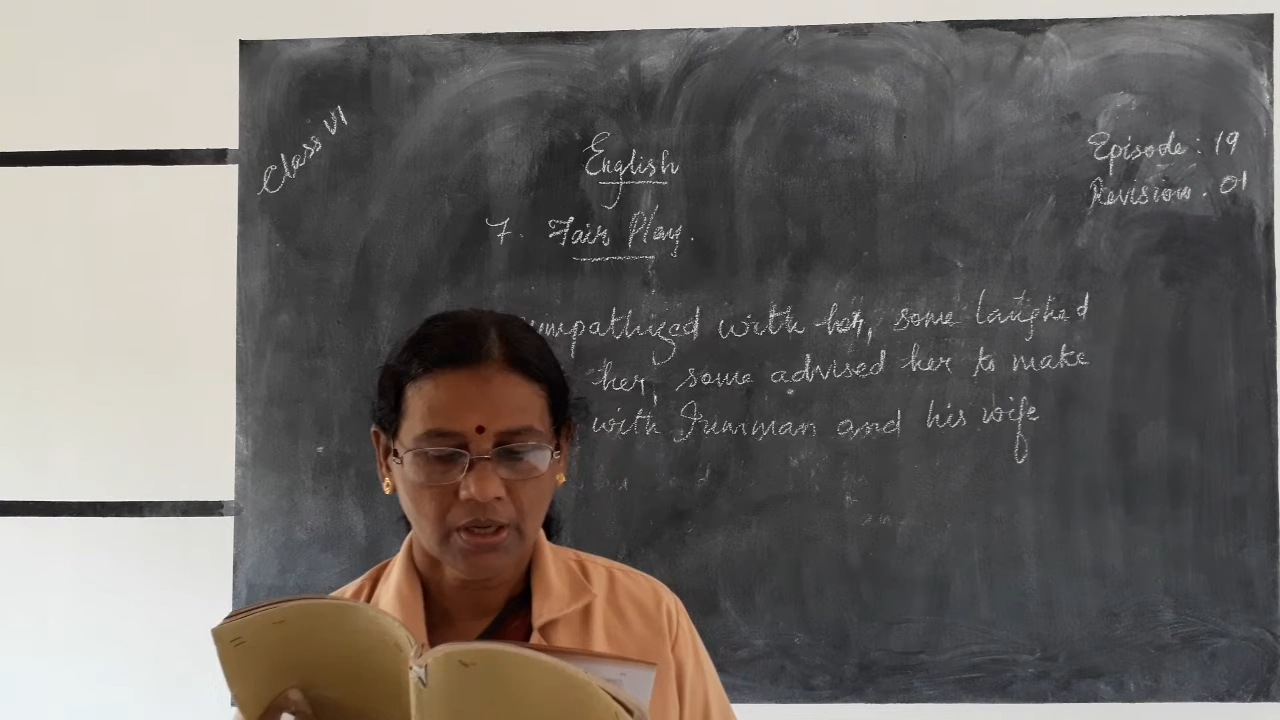 Class VI
English
Episode : 19
Revision . 01
7. Fair Play.
sympathized with her, some laughed
her, some advised her to make
with Jumman and his wife